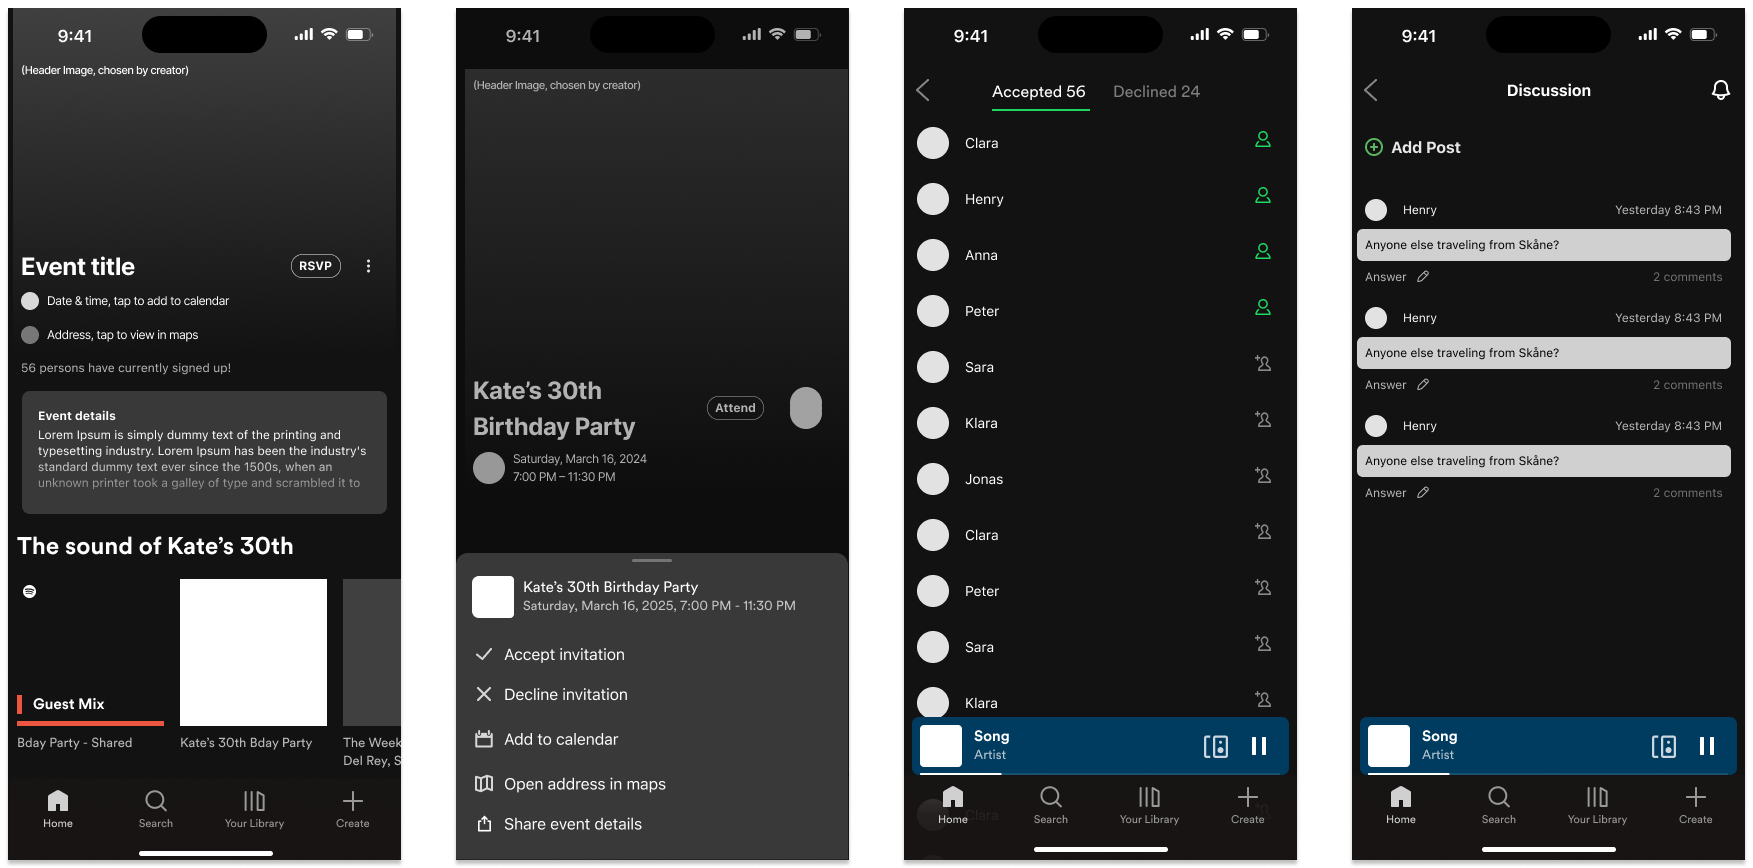 9:41
(Header Image, chosen by creator)
Event title
RSVP
Date & time, tap to add to calendar
Address, tap to view in maps
56 persons have currently signed up!
Event details
Lorem Ipsum is simply dummy text of the printing and
typesetting industry. Lorem Ipsum has been the industry's
standard dummy text ever since the 1500s, when an
unknown printer took a galley of type and scrambled it to
The sound of Kate's 30th
Guest Mix
Bday Party - Shared
Kate's 30th Bday Party
The Week
Del Rey, S
Home
Search
Your Library
Create
9:41
(Header Image, chosen by creator)
Kate's 30th
Birthday Party
Attend
Saturday, March 16, 2024
7:00 PM – 11:30 PM
Kate's 30th Birthday Party
Saturday, March 16, 2025, 7:00 PM - 11:30 PM
Accept invitation
Decline invitation
Add to calendar
Open address in maps
Share event details
9:41
Accepted 56
Declined 24
Clara
Henry
Anna
Peter
Sara
Klara
Jonas
Clara
Peter
Sara
Klara
Song
Artist
Clara
Home
Search
Your Library
Create
9:41
Discussion
Add Post
Henry
Yesterday 8:43 PM
Anyone else traveling from Skåne?
Answer
2 comments
Henry
Yesterday 8:43 PM
Anyone else traveling from Skåne?
Answer
2 comments
Henry
Yesterday 8:43 PM
Anyone else traveling from Skåne?
Answer
2 comments
Song
Artist
Home
Search
Your Library
Create